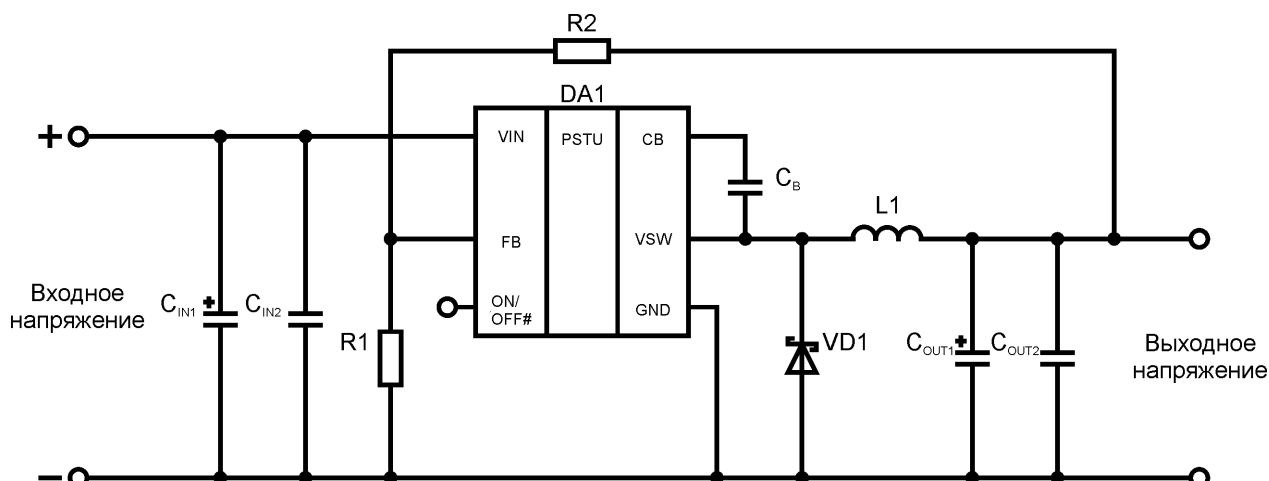 R2
DA1
+
VIN
PSTU
CB
C_B
L1
FB
VSW
Входное
напряжение
C_IN1
+
C_IN2
ON/
OFF#
GND
R1
VD1
C_OUT1
+
C_OUT2
Выходное
напряжение
−